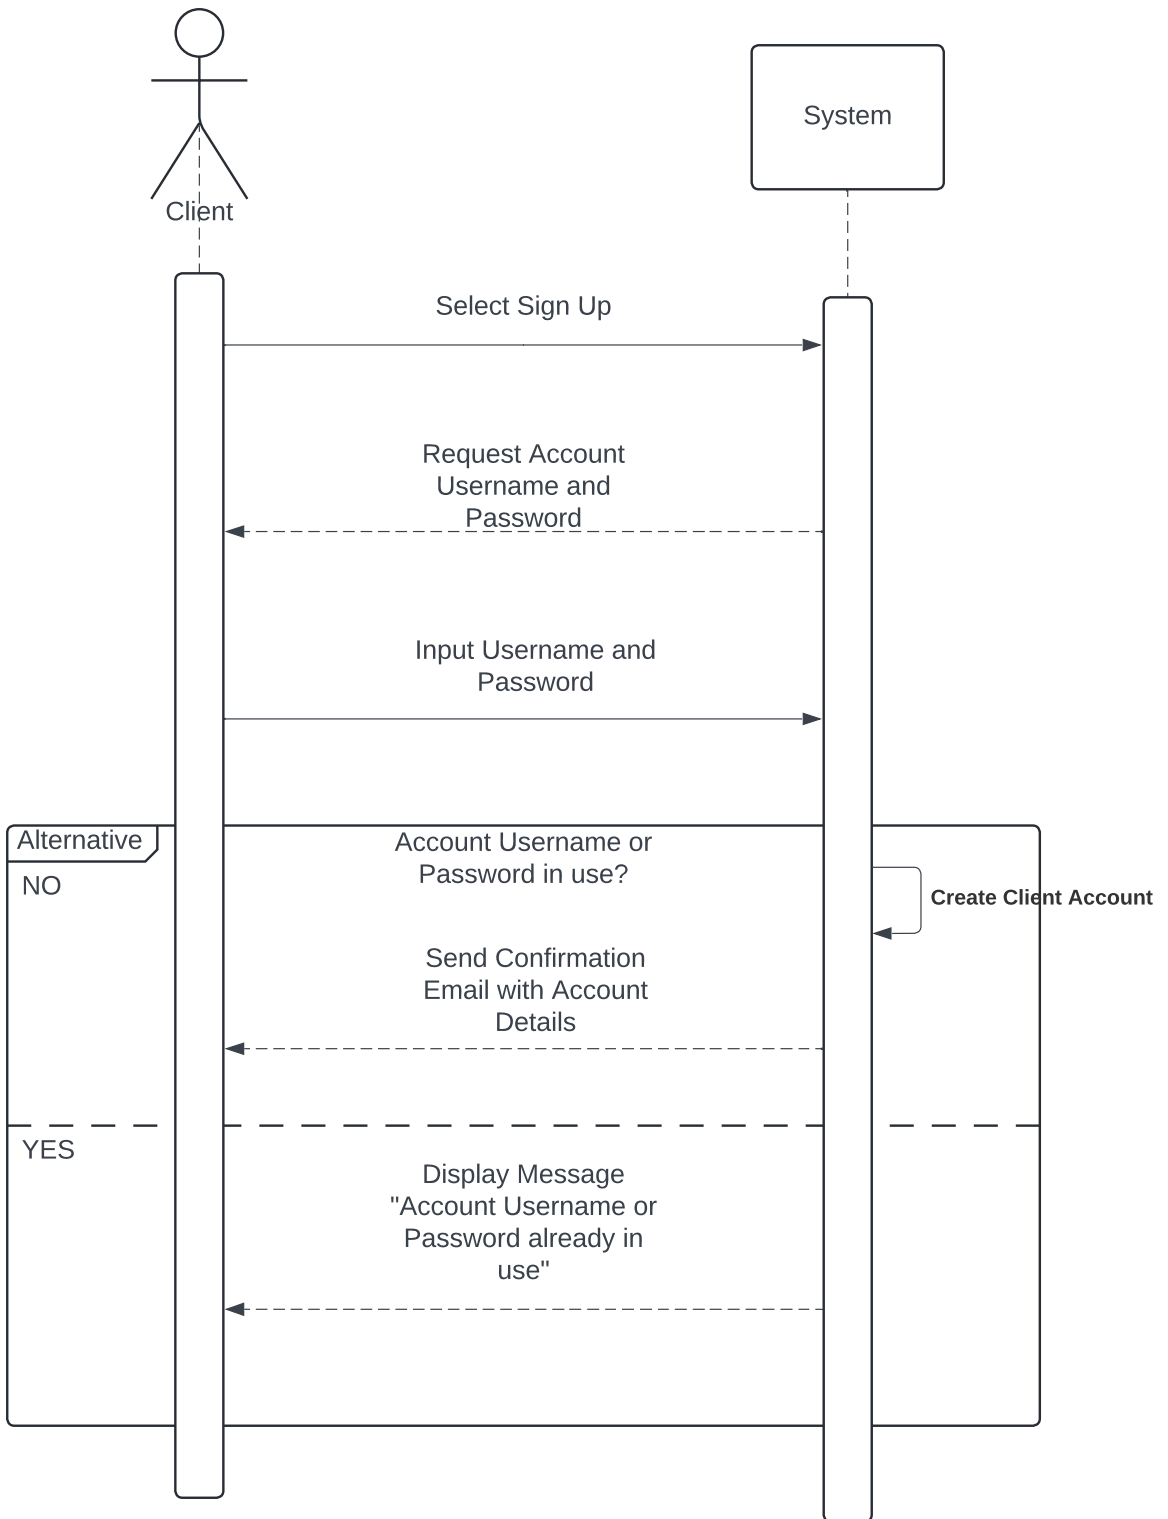 System
Client
Select Sign Up
Request Account
Username and
Password
Input Username and
Password
Alternative
Account Username or
Password in use?
NO
Create Client Account
Send Confirmation
Email with Account
Details
YES
Display Message
"Account Username or
Password already in
use"